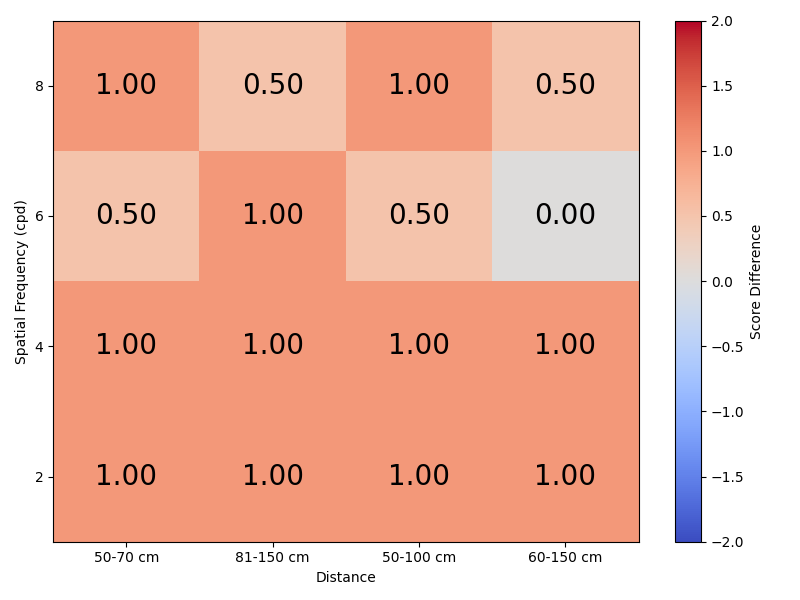 8 1.00 0.50 1.00 0.50
6 0.50 1.00 0.50 0.00
4 1.00 1.00 1.00 1.00
2 1.00 1.00 1.00 1.00
50-70 cm 81-150 cm 50-100 cm 60-150 cm
Distance
Spatial Frequency (cpd)
2.0
1.5
1.0
0.5
0.0
−0.5
−1.0
−1.5
−2.0
Score Difference